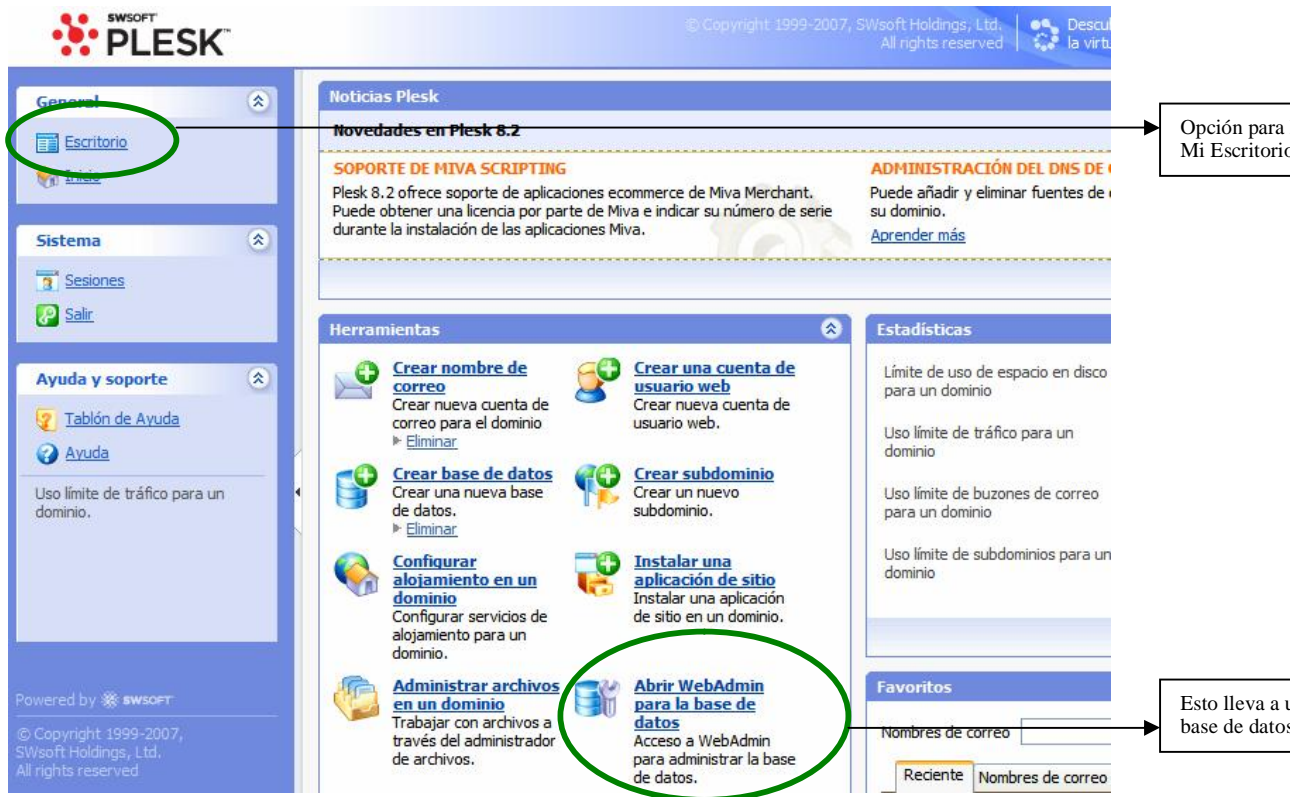 SWSOFT
PLESK™
© Copyright 1999-2007, SWsoft Holdings, Ltd.
All rights reserved
General
Escritorio
Inicio
Sistema
Sesiones
Salir
Ayuda y soporte
Tablón de Ayuda
Ayuda
Uso límite de tráfico para un
dominio.
Powered by SWSOFT
© Copyright 1999-2007,
SWsoft Holdings, Ltd.
All rights reserved
Noticias Plesk
Novedades en Plesk 8.2
SOPORTE DE MIVA SCRIPTING
Plesk 8.2 ofrece soporte de aplicaciones ecommerce de Miva Merchant.
Puede obtener una licencia por parte de Miva e indicar su número de serie
durante la instalación de las aplicaciones Miva.
ADMINISTRACIÓN DEL DNS DE
Puede añadir y eliminar fuentes de
su dominio.
Aprender más
Herramientas
Crear nombre de
correo
Crear nueva cuenta de
correo para el dominio
Eliminar
Crear una cuenta de
usuario web
Crear nueva cuenta de
usuario web.
Crear base de datos
Crear una nueva base
de datos.
Eliminar
Crear subdominio
Crear un nuevo
subdominio.
Configurar
alojamiento en un
dominio
Configurar servicios de
alojamiento para un
dominio.
Instalar una
aplicación de sitio
Instalar una aplicación
de sitio en un dominio.
Administrar archivos
en un dominio
Trabajar con archivos a
través del administrador
de archivos.
Abrir WebAdmin
para la base de
datos
Acceso a WebAdmin
para administrar la base
de datos.
Estadísticas
Límite de uso de espacio en disco
para un dominio
Uso límite de tráfico para un
dominio
Uso límite de buzones de correo
para un dominio
Uso límite de subdominios para un
dominio
Favoritos
Nombres de correo
Reciente
Nombres de correo
Opción para
Mi Escritorio
Esto lleva a
base de datos